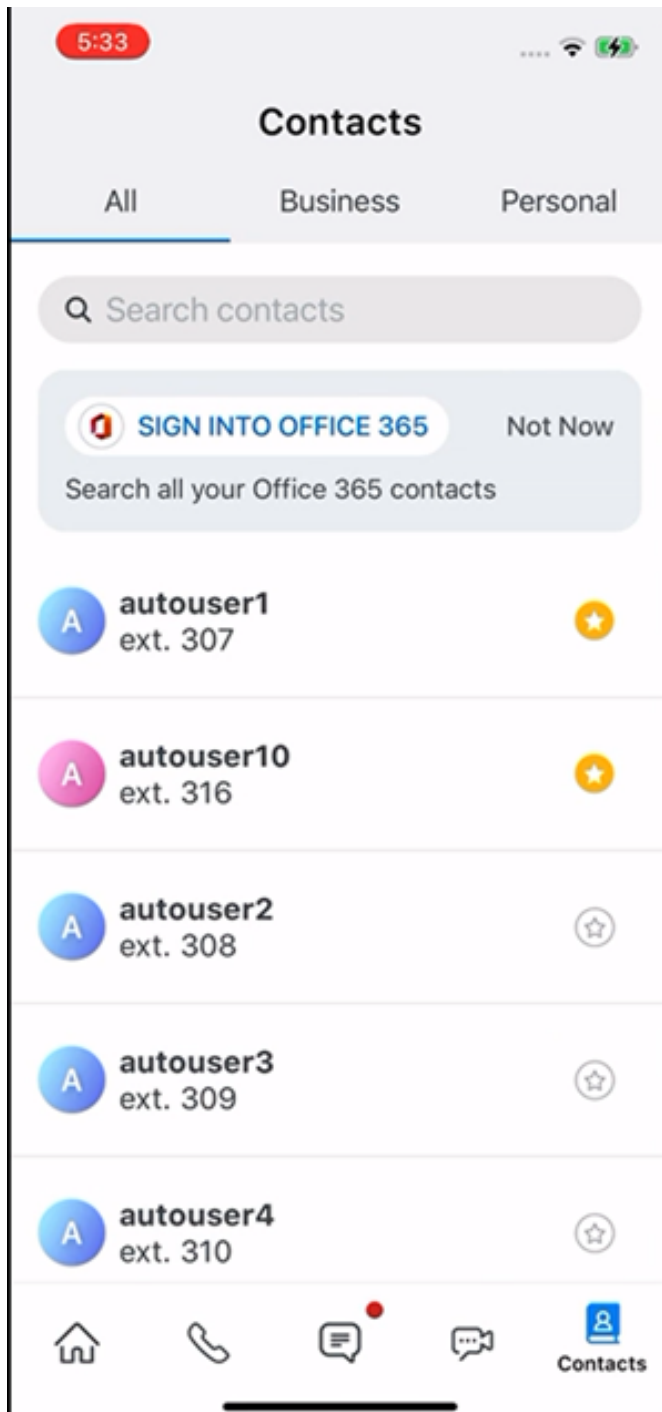 5:33
Contacts
All Business Personal
Search contacts
SIGN INTO OFFICE 365 Not Now
Search all your Office 365 contacts
A autouser1
ext. 307
A autouser10
ext. 316
A autouser2
ext. 308
A autouser3
ext. 309
A autouser4
ext. 310
Contacts